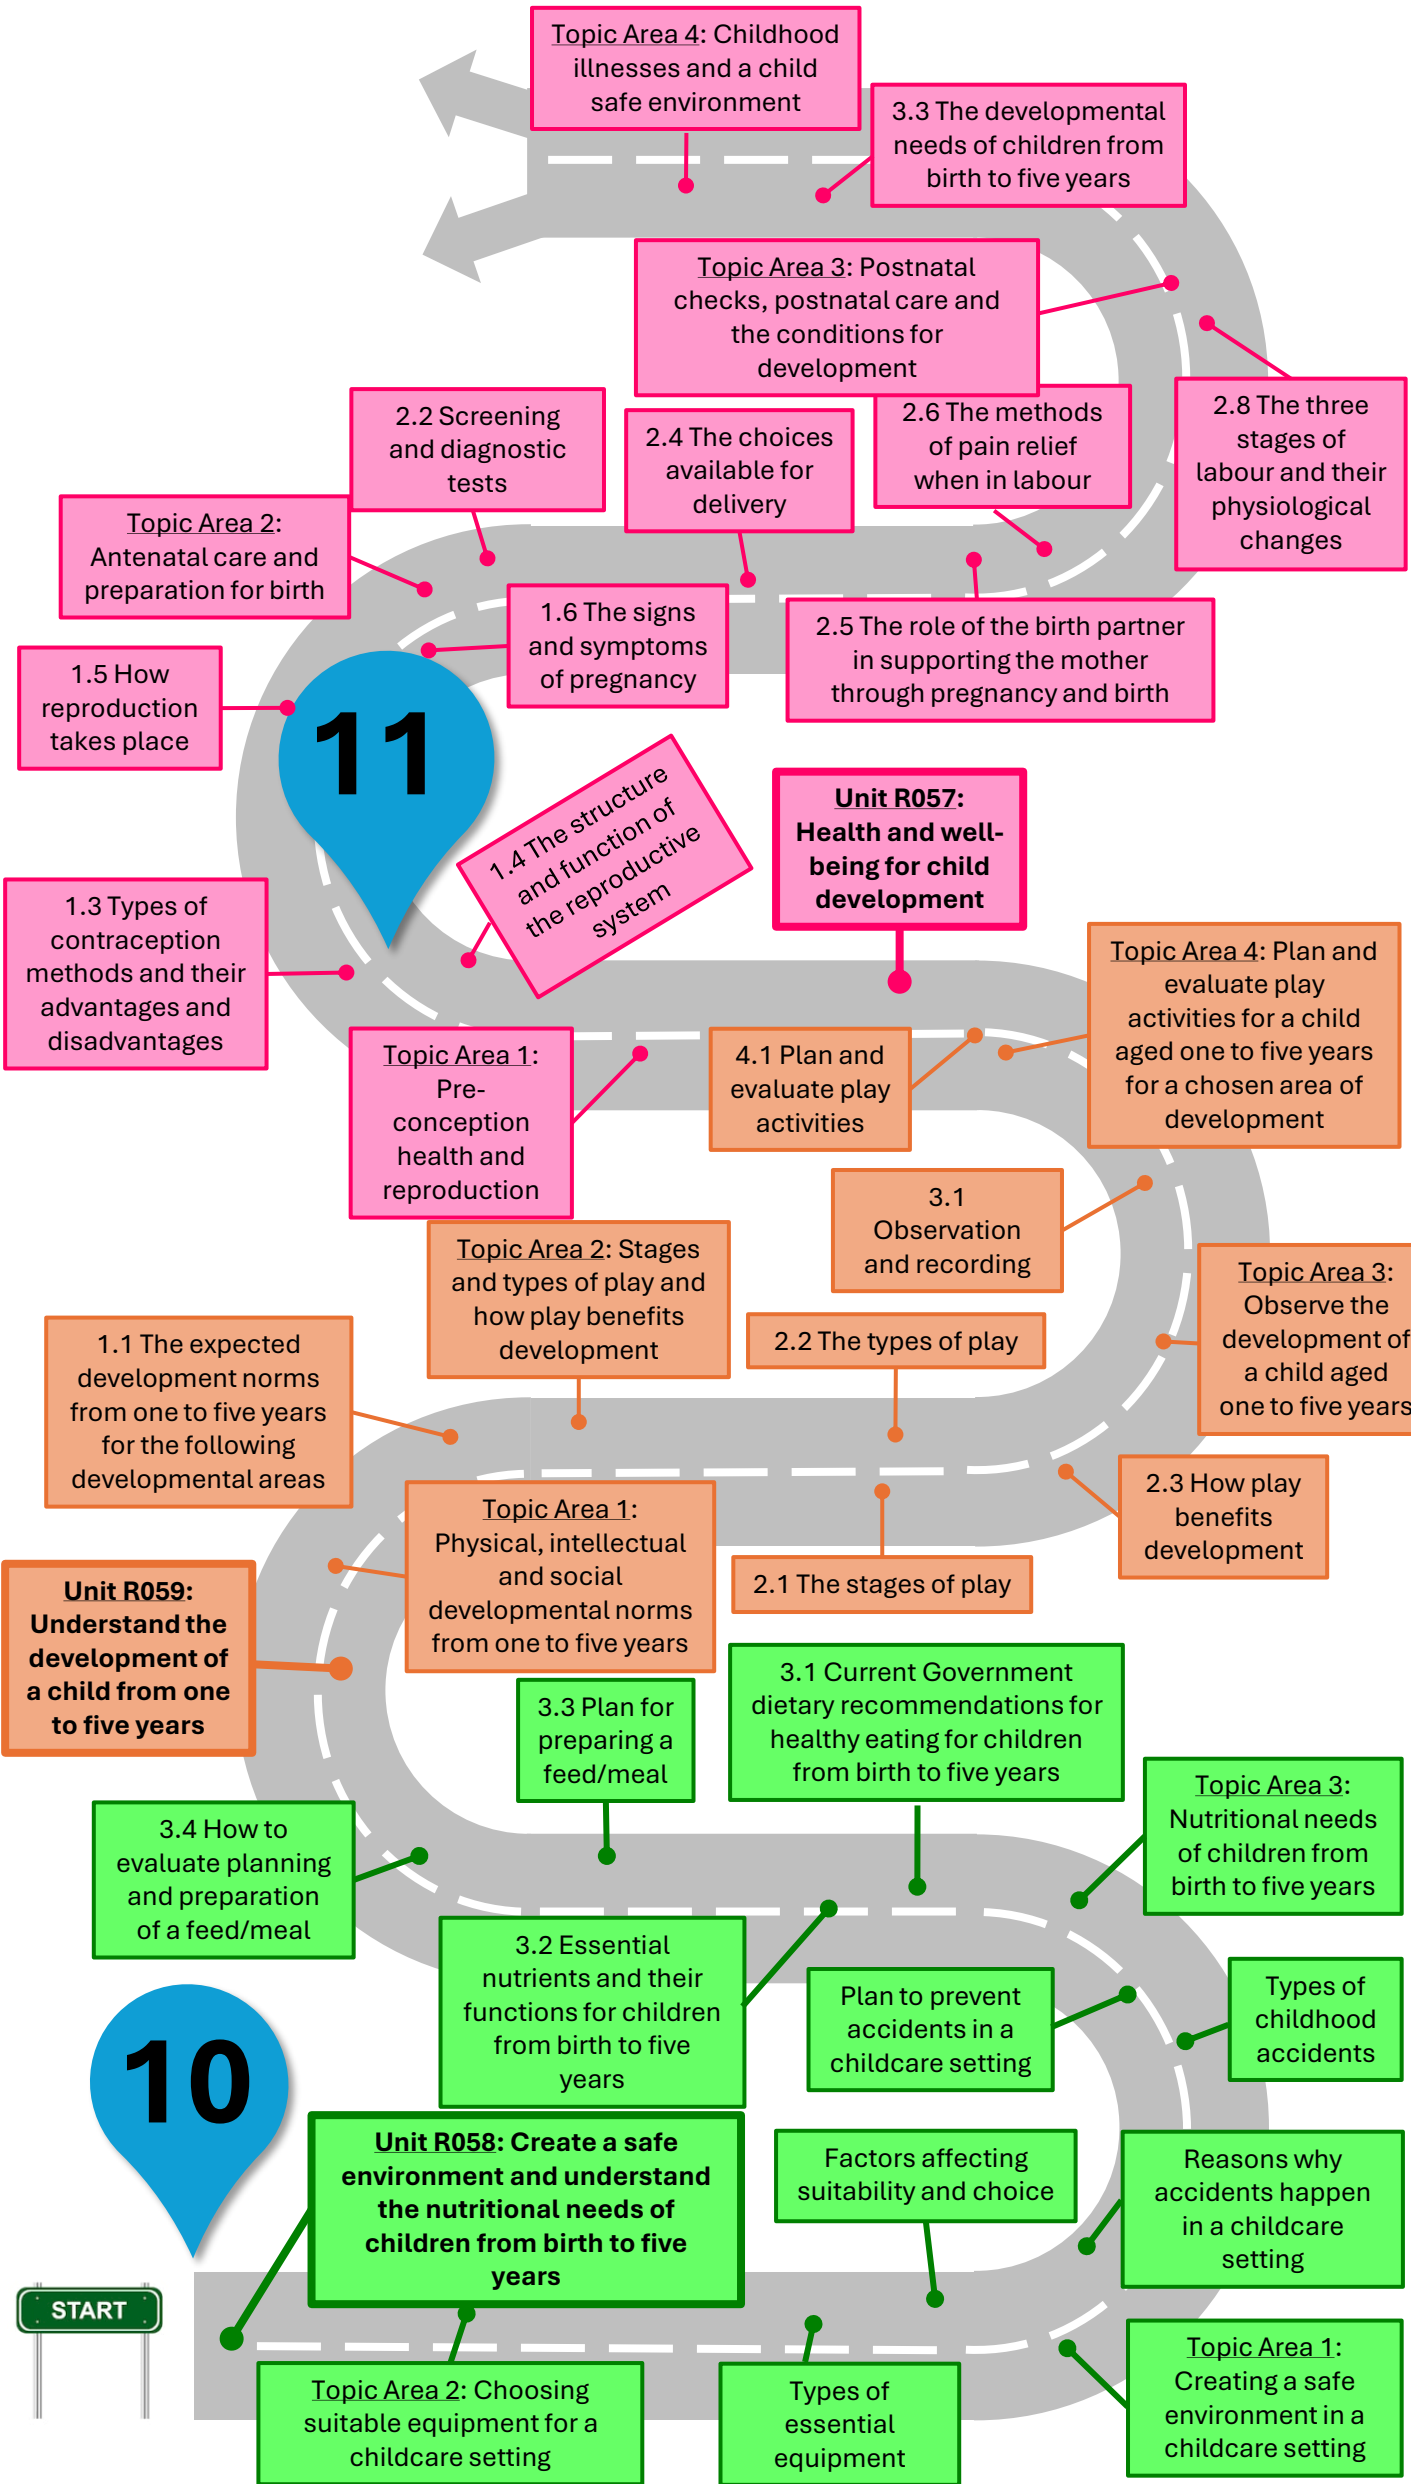 Topic Area 4: Childhood
illnesses and a child
safe environment
3.3 The developmental
needs of children from
birth to five years
Topic Area 3: Postnatal
checks, postnatal care and
the conditions for
development
2.2 Screening
and diagnostic
tests
2.4 The choices
available for
delivery
2.6 The methods
of pain relief
when in labour
2.8 The three
stages of
labour and their
physiological
changes
Topic Area 2:
Antenatal care and
preparation for birth
1.6 The signs
and symptoms
of pregnancy
2.5 The role of the birth partner
in supporting the mother
through pregnancy and birth
1.5 How
reproduction
takes place
11
1.4 The structure
and function of
the reproductive
system
Unit R057:
Health and well-
being for child
development
1.3 Types of
contraception
methods and their
advantages and
disadvantages
Topic Area 1:
Pre-
conception
health and
reproduction
4.1 Plan and
evaluate play
activities
Topic Area 4: Plan and
evaluate play
activities for a child
aged one to five years
for a chosen area of
development
3.1
Observation
and recording
Topic Area 2: Stages
and types of play and
how play benefits
development
2.2 The types of play
Topic Area 3:
Observe the
development of
a child aged
one to five years
1.1 The expected
development norms
from one to five years
for the following
developmental areas
Topic Area 1:
Physical, intellectual
and social
developmental norms
from one to five years
2.1 The stages of play
2.3 How play
benefits
development
Unit R059:
Understand the
development of
a child from one
to five years
3.3 Plan for
preparing a
feed/meal
3.1 Current Government
dietary recommendations for
healthy eating for children
from birth to five years
Topic Area 3:
Nutritional needs
of children from
birth to five years
3.4 How to
evaluate planning
and preparation
of a feed/meal
3.2 Essential
nutrients and their
functions for children
from birth to five
years
Plan to prevent
accidents in a
childcare setting
Types of
childhood
accidents
10
Unit R058: Create a safe
environment and understand
the nutritional needs of
children from birth to five
years
Factors affecting
suitability and choice
Reasons why
accidents happen
in a childcare
setting
START
Topic Area 2: Choosing
suitable equipment for a
childcare setting
Types of
essential
equipment
Topic Area 1:
Creating a safe
environment in a
childcare setting